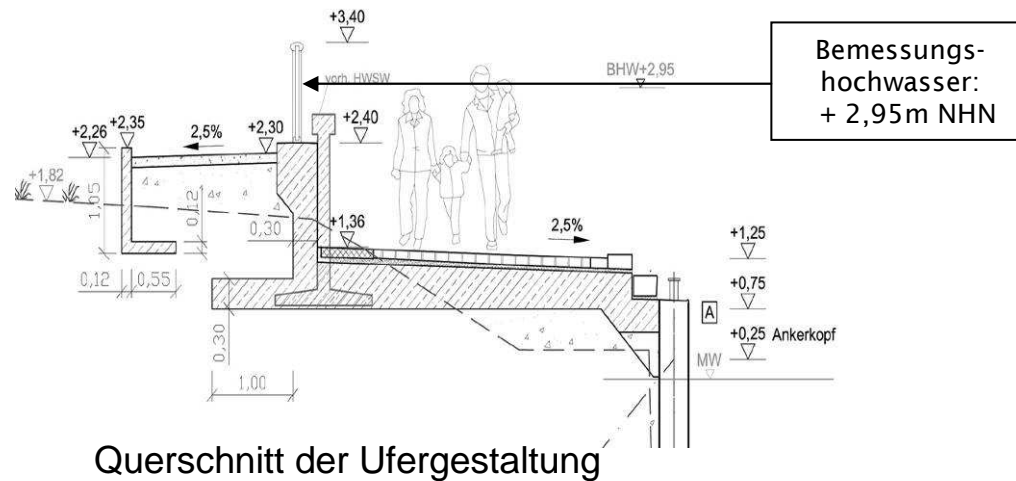 +3,40
vorh. HWSW
BHW+2,95
Bemessungs-
hochwasser:
+ 2,95m NHN
+2,26
+2,35
2,5%
+2,30
+2,40
+1,82
1,05
0,12
0,30
+1,36
2,5%
+1,25
0,12
0,55
+0,75
A
+0,25 Ankerkopf
0,30
MW
1,00
Querschnitt der Ufergestaltung